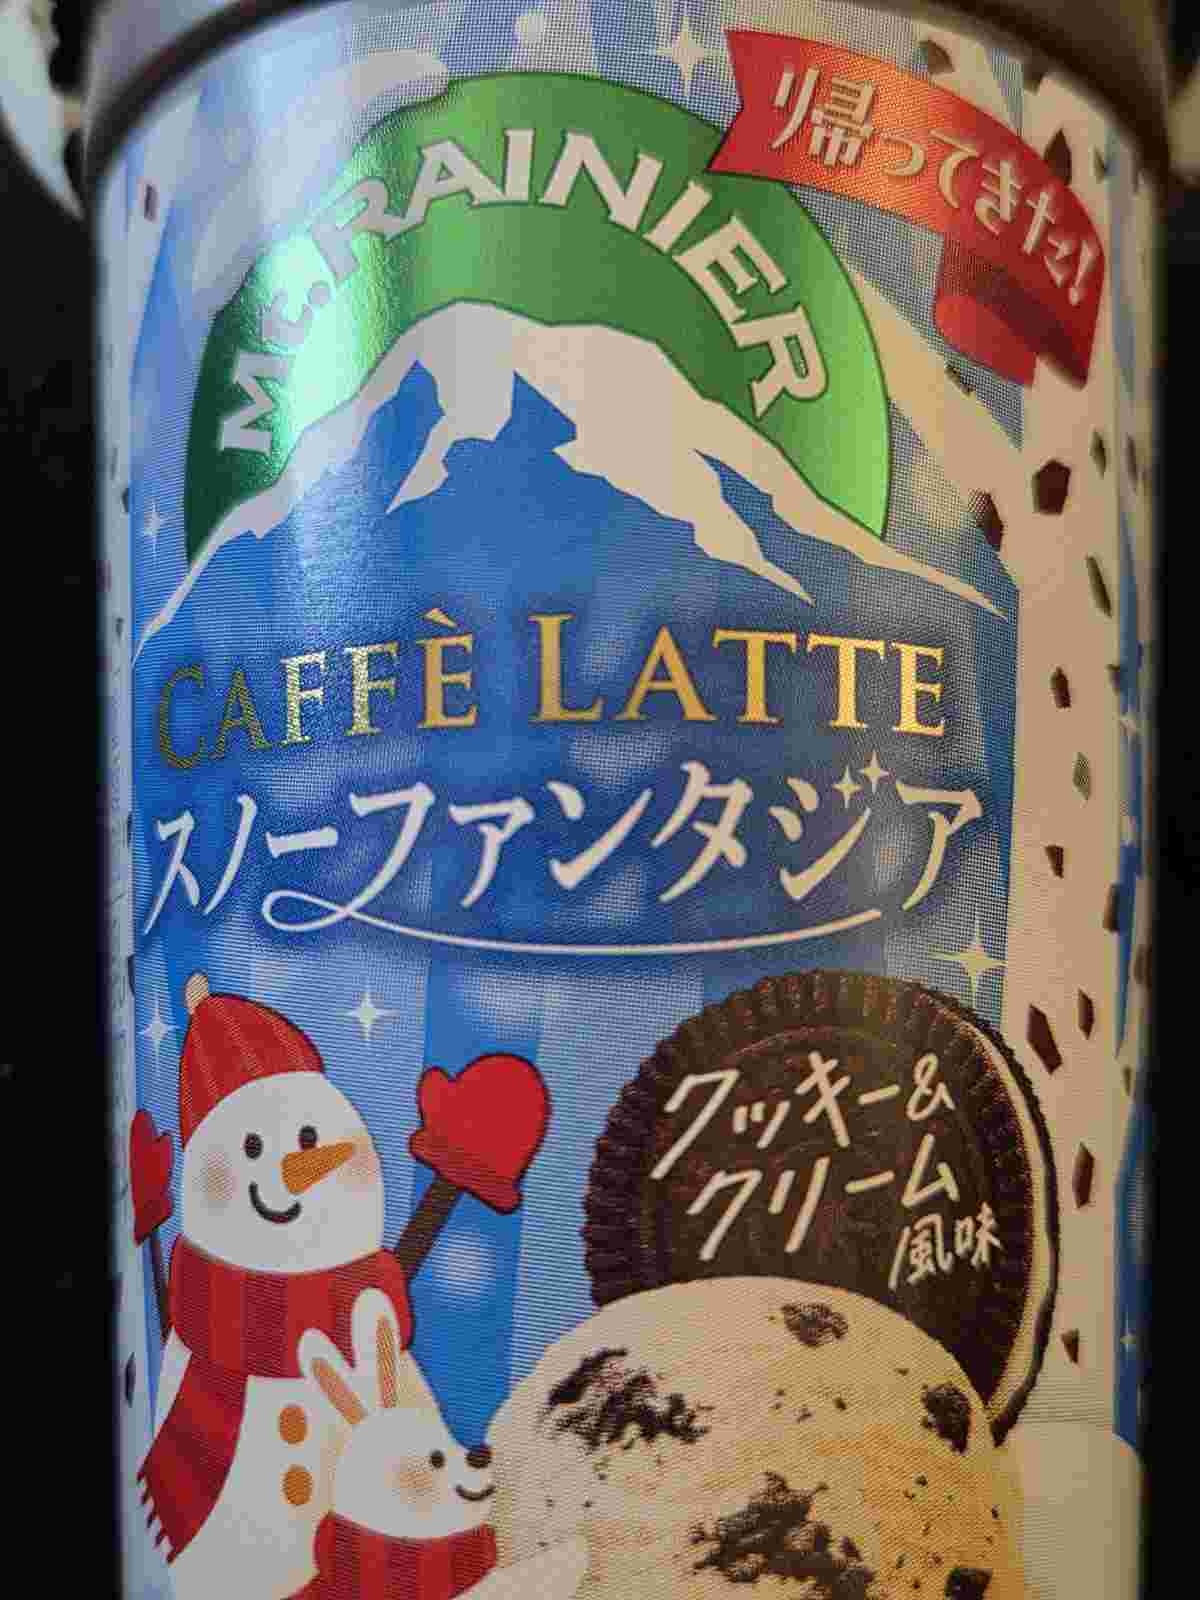 帰ってきた!
Mt. RAINIER
CAFFÈ LATTE
スノーファンタジア
クッキー&
クリーム
風味